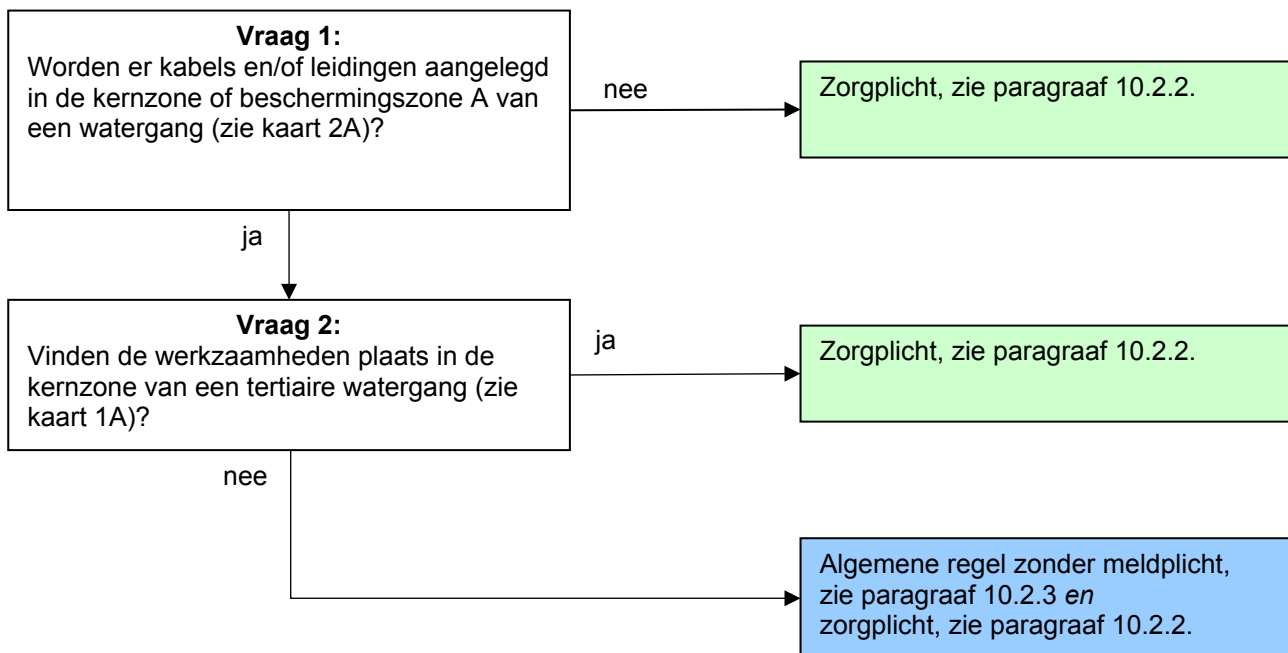 Vraag 1:
Worden er kabels en/of leidingen aangelegd
in de kernzone of beschermingszone A van
een watergang (zie kaart 2A)?
nee
Zorgplicht, zie paragraaf 10.2.2.
ja
Vraag 2:
Vinden de werkzaamheden plaats in de
kernzone van een tertiaire watergang (zie
kaart 1A)?
ja
Zorgplicht, zie paragraaf 10.2.2.
nee
Algemene regel zonder meldplicht,
zie paragraaf 10.2.3 en
zorgplicht, zie paragraaf 10.2.2.